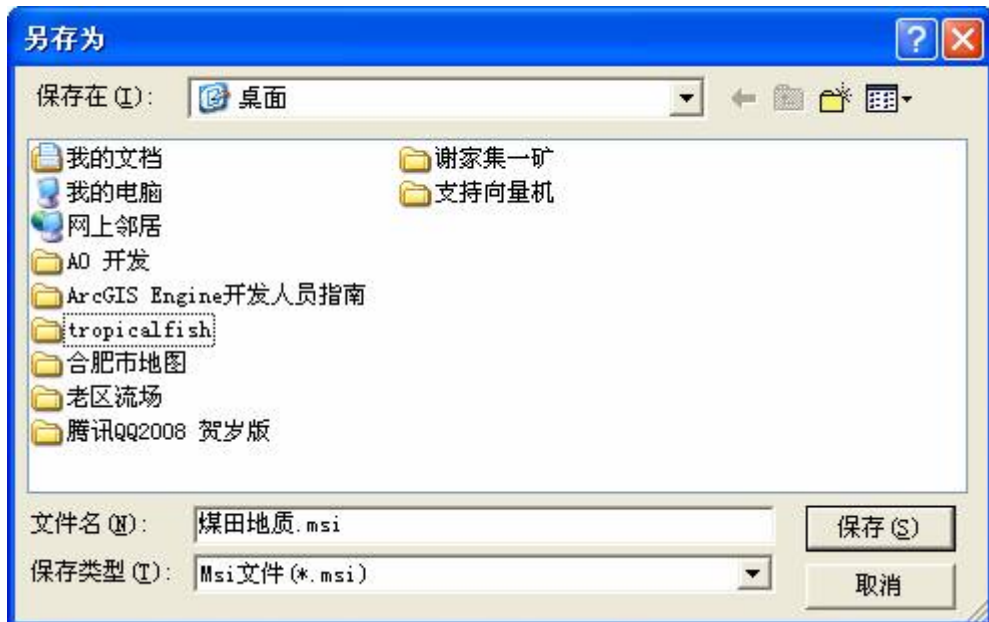 另存为
保存在(I):
桌面
我的文档
我的电脑
网上邻居
AO 开发
ArcGIS Engine开发人员指南
tropicalfish
合肥市地图
老区流场
腾讯QQ2008 贺岁版
谢家集一矿
支持向量机
文件名(N):
煤田地质.msi
保存(S)
保存类型(T):
Msi文件(*.msi)
取消